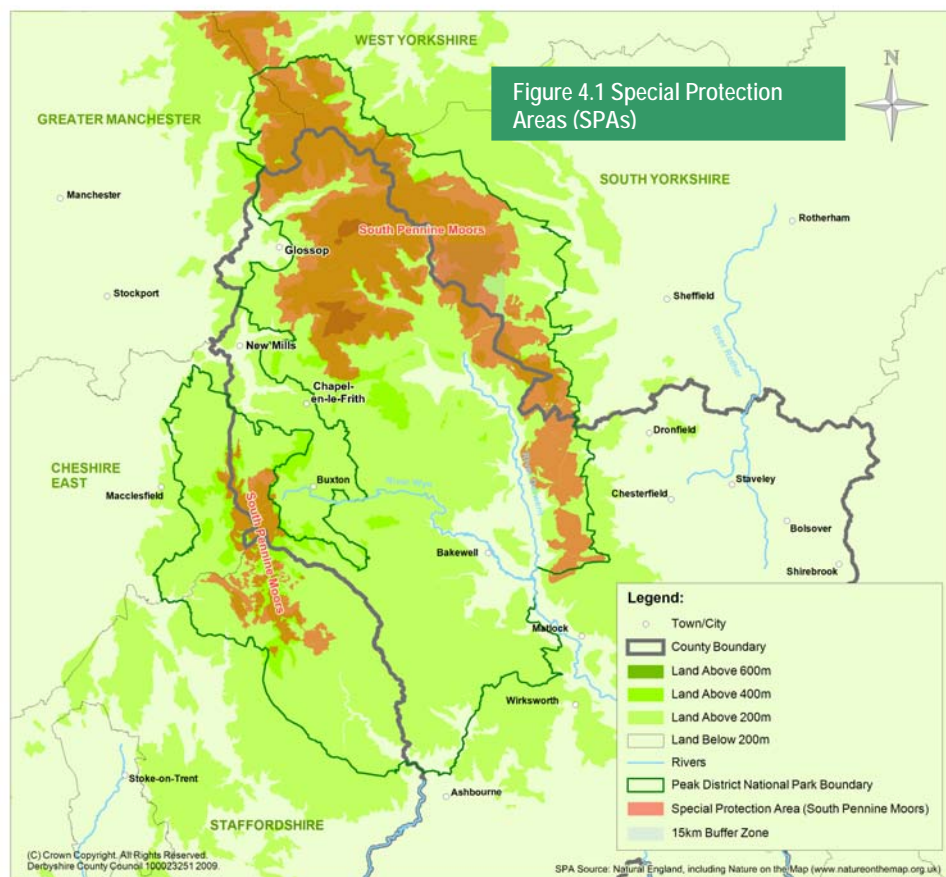 WEST YORKSHIRE
Figure 4.1 Special Protection
Areas (SPAs)
N
GREATER MANCHESTER
SOUTH YORKSHIRE
Manchester
Rotherham
South Pennine Moors
Glossop
Stockport
Sheffield
River Rother
New Mills
Chapel-
en-le-Frith
Dronfield
CHESHIRE
EAST
Macclesfield
Buxton
River Wye
Staveley
Chesterfield
South Pennine Moors
Bolsover
Bakewell
Shirebrook
Matlock
Wirksworth
Stoke-on-Trent
Ashbourne
STAFFORDSHIRE
Legend:
Town/City
County Boundary
Land Above 600m
Land Above 400m
Land Above 200m
Land Below 200m
Rivers
Peak District National Park Boundary
Special Protection Area (South Pennine Moors)
15km Buffer Zone
(C) Crown Copyright. All Rights Reserved.
Derbyshire County Council 100023251 2009.
SPA Source: Natural England, including Nature on the Map (www.natureonthemap.org.uk)